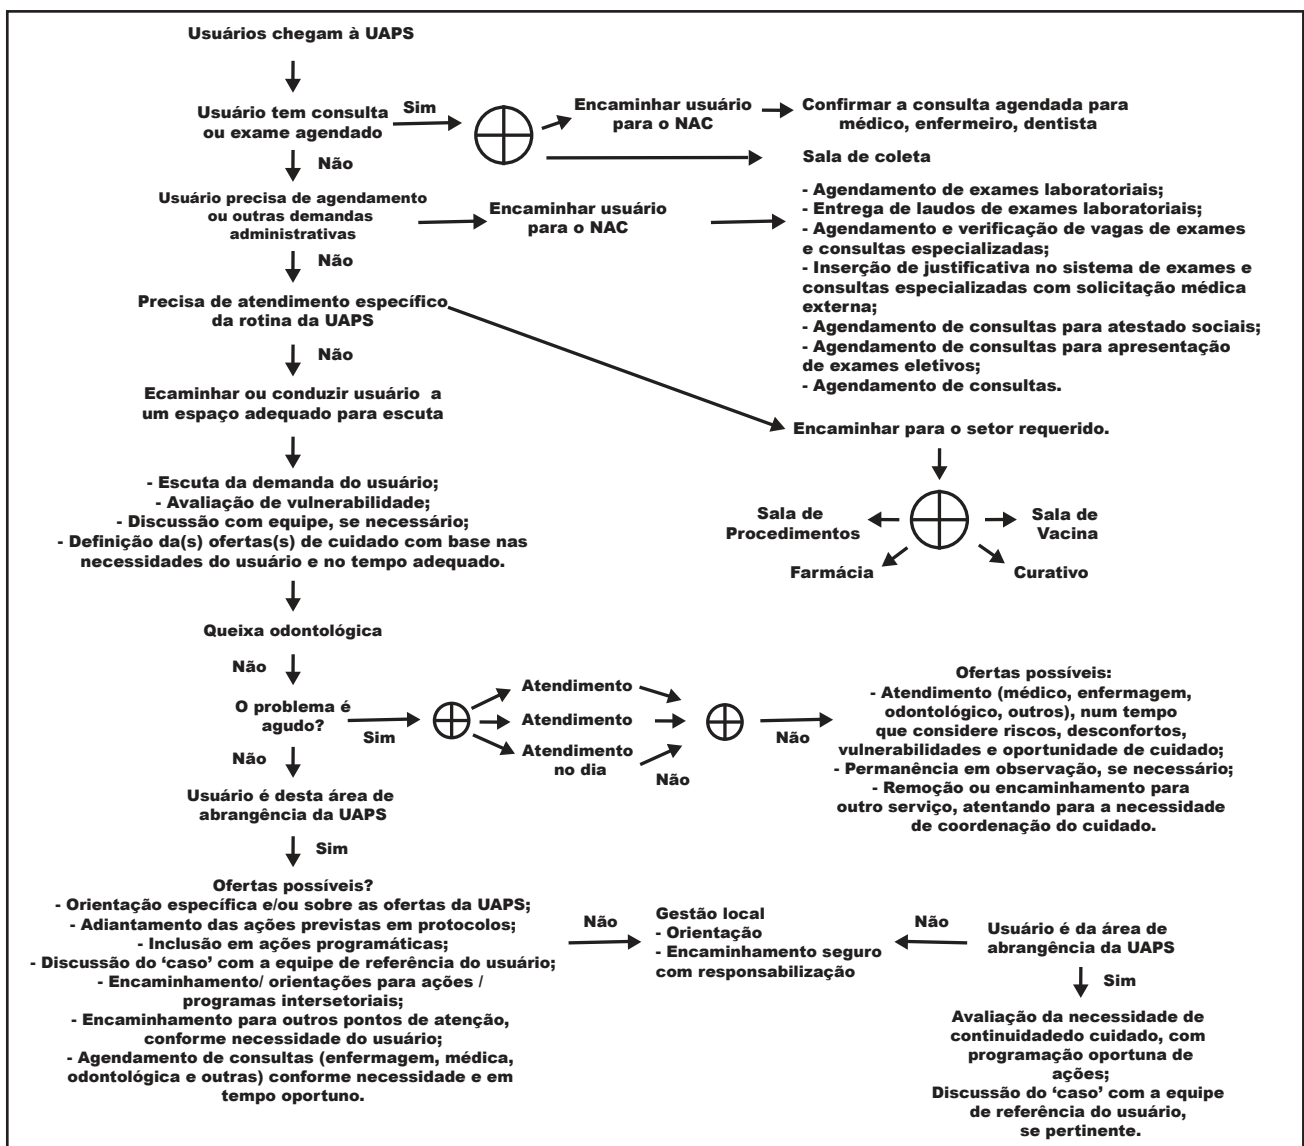 Usuários chegam à UAPS
Usuário tem consulta
ou exame agendado
Sim
Encaminhar usuário
para o NAC
Confirmar a consulta agendada para
médico, enfermeiro, dentista
Sala de coleta
Não
Usuário precisa de agendamento
ou outras demandas
administrativas
Encaminhar usuário
para o NAC
- Agendamento de exames laboratoriais;
- Entrega de laudos de exames laboratoriais;
- Agendamento e verificação de vagas de exames
e consultas especializadas;
- Inserção de justificativa no sistema de exames e
consultas especializadas com solicitação médica
externa;
- Agendamento de consultas para atestado sociais;
- Agendamento de consultas para apresentação
de exames eletivos;
- Agendamento de consultas.
Não
Precisa de atendimento específico
da rotina da UAPS
Não
Encaminhar para o setor requerido.
Sala de
Procedimentos
Sala de
Vacina
Farmácia
Curativo
Ecaminhar ou conduzir usuário a
um espaço adequado para escuta
- Escuta da demanda do usuário;
- Avaliação de vulnerabilidade;
- Discussão com equipe, se necessário;
- Definição da(s) ofertas(s) de cuidado com base nas
necessidades do usuário e no tempo adequado.
Queixa odontológica
Não
O problema é
agudo?
Sim
Atendimento
Atendimento
Atendimento
no dia
Não
Não
Ofertas possíveis:
- Atendimento (médico, enfermagem,
odontológico, outros), num tempo
que considere riscos, desconfortos,
vulnerabilidades e oportunidade de cuidado;
- Permanência em observação, se necessário;
- Remoção ou encaminhamento para
outro serviço, atentando para a necessidade
de coordenação do cuidado.
Não
Usuário é desta área de
abrangência da UAPS
Sim
Ofertas possíveis?
- Orientação específica e/ou sobre as ofertas da UAPS;
- Adiantamento das ações previstas em protocolos;
- Inclusão em ações programáticas;
- Discussão do ‘caso’ com a equipe de referência do usuário;
- Encaminhamento/ orientações para ações /
programas intersetoriais;
- Encaminhamento para outros pontos de atenção,
conforme necessidade do usuário;
- Agendamento de consultas (enfermagem, médica,
odontológica e outras) conforme necessidade e em
tempo oportuno.
Não
Gestão local
- Orientação
- Encaminhamento seguro
com responsabilização
Não
Usuário é da área de
abrangência da UAPS
Sim
Avaliação da necessidade de
continuidadedo cuidado, com
programação oportuna de
ações;
Discussão do ‘caso’ com a equipe
de referência do usuário,
se pertinente.